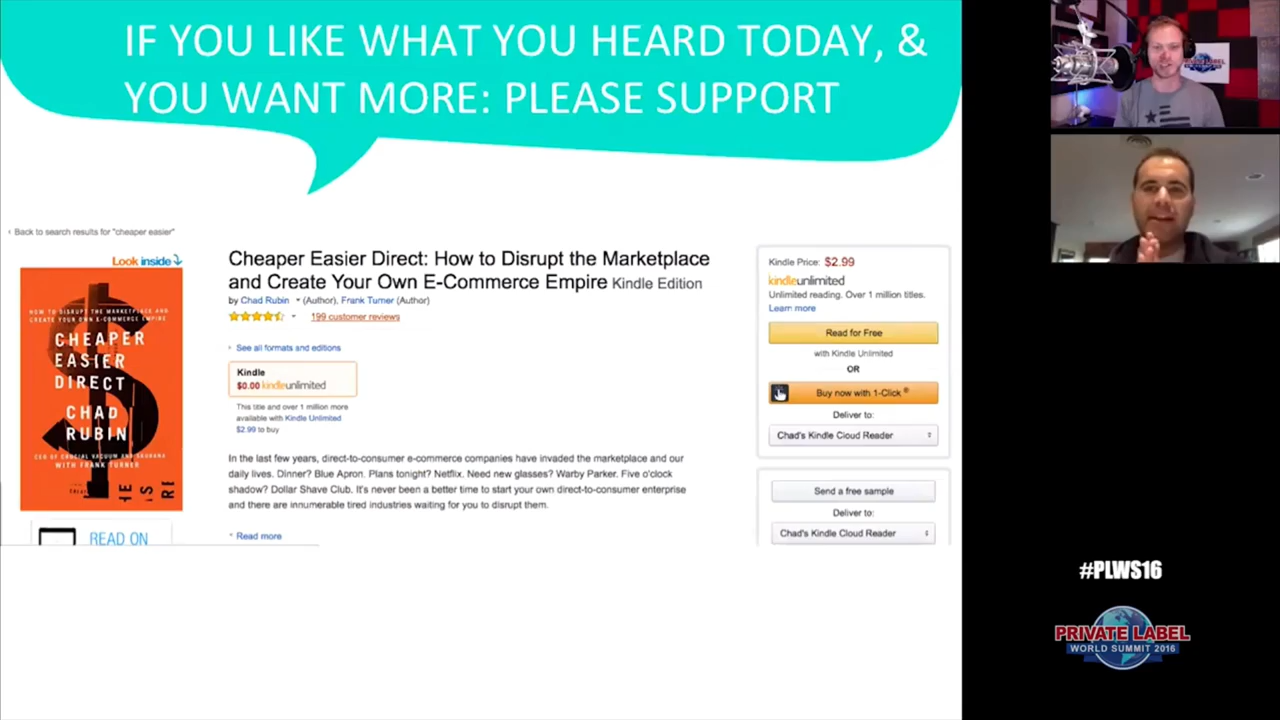 IF YOU LIKE WHAT YOU HEARD TODAY, &
YOU WANT MORE: PLEASE SUPPORT
‹ Back to search results for "cheaper easier"
Look inside
HOW TO DISRUPT THE MARKETPLACE AND
CREATE YOUR OWN E-COMMERCE EMPIRE
CHEAPER
EASIER
DIRECT
CHAD
RUBIN
WITH FRANK TURNER
READ ON
Cheaper Easier Direct: How to Disrupt the Marketplace
and Create Your Own E-Commerce Empire Kindle Edition
by Chad Rubin (Author), Frank Turner (Author)
199 customer reviews
See all formats and editions
Kindle
$0.00 kindleunlimited
This title and over 1 million more
available with Kindle Unlimited
$2.99 to buy
In the last few years, direct-to-consumer e-commerce companies have invaded the marketplace and our
daily lives. Dinner? Blue Apron. Plans tonight? Netflix. Need new glasses? Warby Parker. Five o'clock
shadow? Dollar Shave Club. It's never been a better time to start your own direct-to-consumer enterprise
and there are innumerable tired industries waiting for you to disrupt them.
Read more
Kindle Price: $2.99
kindleunlimited
Unlimited reading. Over 1 million titles.
Learn more
Read for Free
with Kindle Unlimited
OR
Buy now with 1-Click ®
Deliver to:
Chad's Kindle Cloud Reader
Send a free sample
Deliver to:
Chad's Kindle Cloud Reader
#PLWS16
PRIVATE LABEL
WORLD SUMMIT 2016